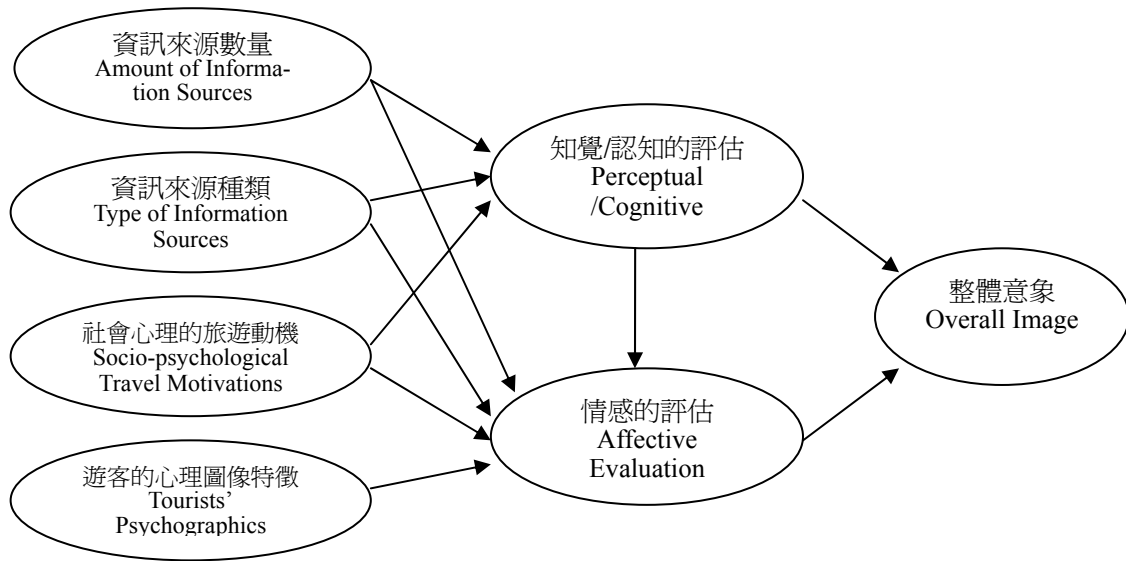 資訊來源數量
Amount of Informa-
tion Sources
資訊來源種類
Type of Information
Sources
社會心理的旅遊動機
Socio-psychological
Travel Motivations
遊客的心理圖像特徵
Tourists’
Psychographics
知覺/認知的評估
Perceptual
/Cognitive
情感的評估
Affective
Evaluation
整體意象
Overall Image